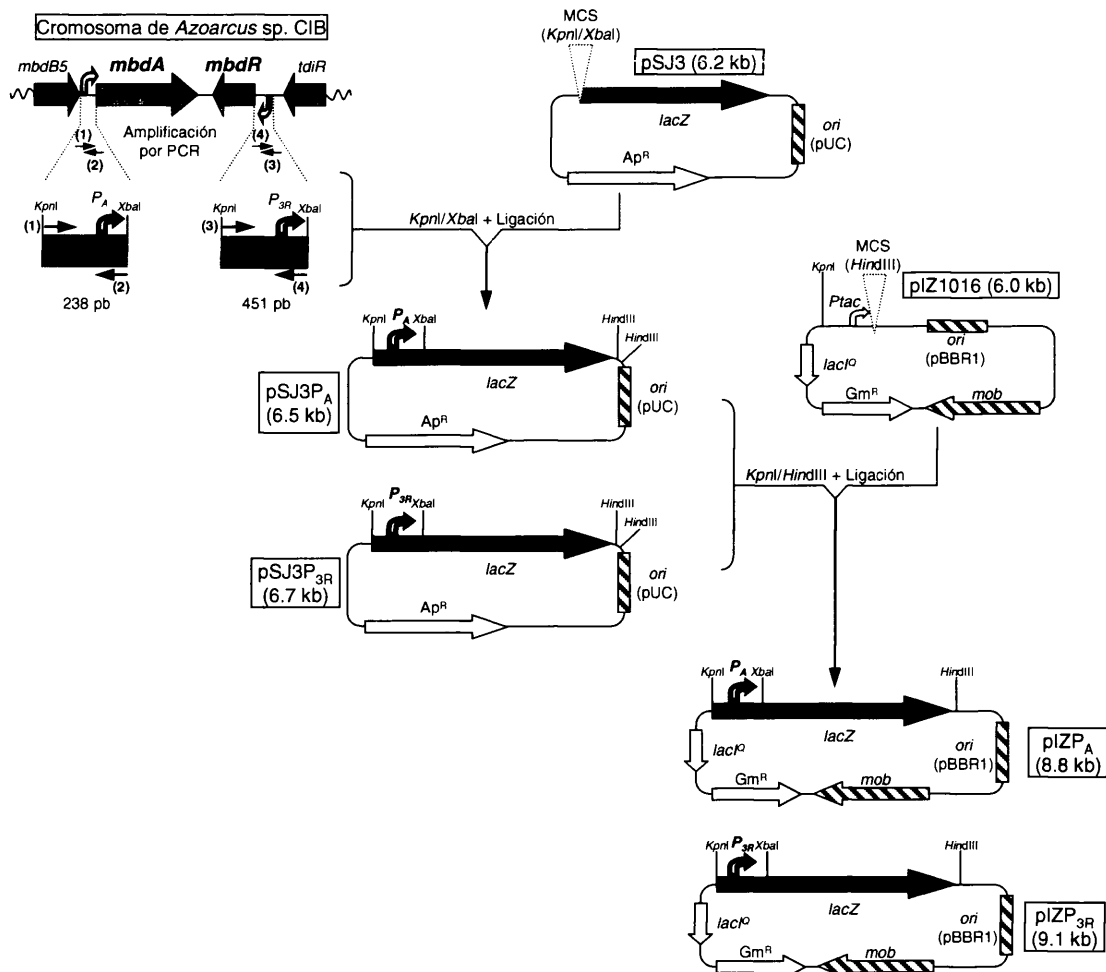 Cromosoma de Azoarcus sp. CIB
mbdB5
mbdA
mbdR
tdiR
(1)
(2)
Amplificación
por PCR
(4)
(3)
KpnI
PA
XbaI
(1)
(2)
238 pb
KpnI
P3R
XbaI
(3)
(4)
451 pb
MCS
(KpnI/XbaI)
pSJ3 (6.2 kb)
lacZ
ori
(pUC)
ApR
KpnI/XbaI + Ligación
MCS
(HindIII)
KpnI
Ptac
pIZ1016 (6.0 kb)
ori
(pBBR1)
lacIQ
GmR
mob
KpnI
PA
XbaI
HindIII
HindIII
lacZ
pSJ3PA
(6.5 kb)
ori
(pUC)
ApR
KpnI/HindIII + Ligación
KpnI
P3R
XbaI
HindIII
HindIII
lacZ
pSJ3P3R
(6.7 kb)
ori
(pUC)
ApR
KpnI
PA
XbaI
HindIII
lacZ
lacIQ
ori
(pBBR1)
pIZPA
(8.8 kb)
GmR
mob
KpnI
P3R
XbaI
HindIII
lacZ
lacIQ
ori
(pBBR1)
pIZP3R
(9.1 kb)
GmR
mob